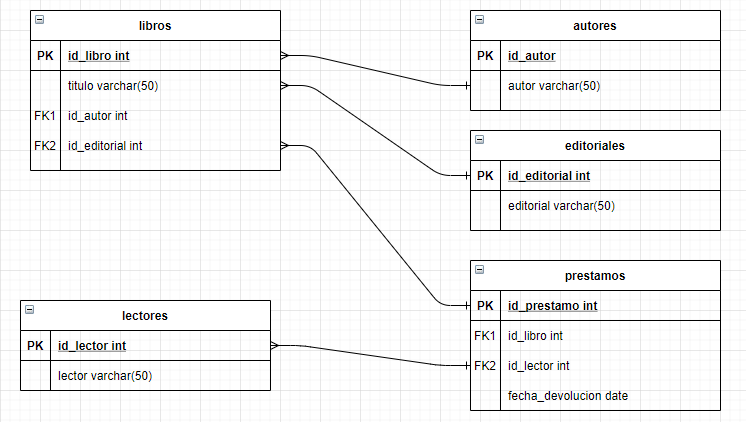 libros
PK id_libro int
titulo varchar(50)
FK1 id_autor int
FK2 id_editorial int
autores
PK id_autor
autor varchar(50)
editoriales
PK id_editorial int
editorial varchar(50)
prestamos
PK id_prestamo int
FK1 id_libro int
FK2 id_lector int
fecha_devolucion date
lectores
PK id_lector int
lector varchar(50)